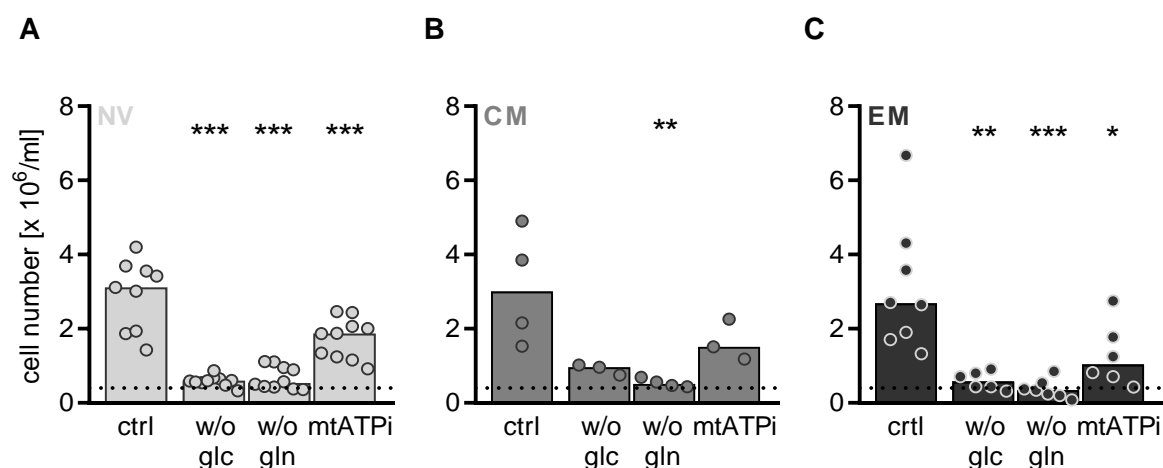 A
B
C
NV
CM
EM
*** *** ***
**
** *** *
cell number [x 10⁶/ml]
8
6
4
2
0
8
6
4
2
0
8
6
4
2
0
ctrl
w/o
glc
w/o
gln
mtATPi
ctrl
w/o
glc
w/o
gln
mtATPi
crtl
w/o
glc
w/o
gln
mtATPi